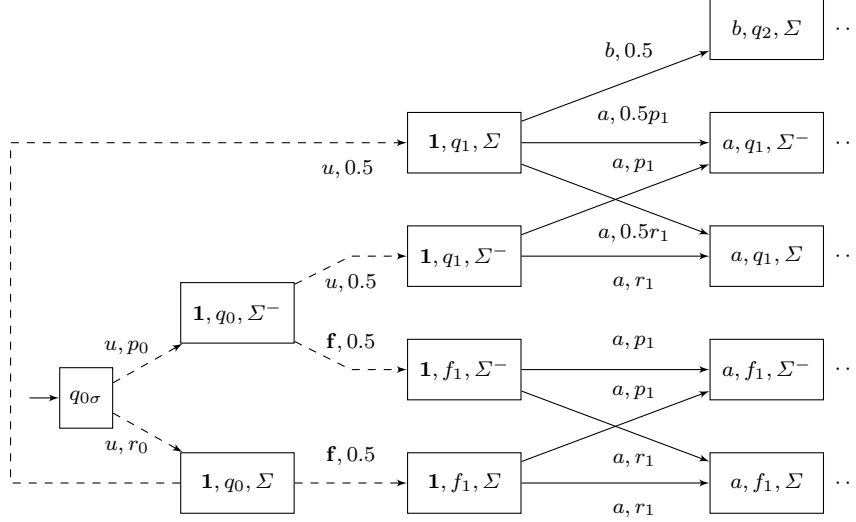 b, q₂, Σ ⋯
b, 0.5
a, 0.5p₁
1, q₁, Σ
a, q₁, Σ⁻ ⋯
u, 0.5
a, p₁
a, 0.5r₁
1, q₁, Σ⁻
a, q₁, Σ ⋯
u, 0.5
a, r₁
1, q₀, Σ⁻
u, p₀
f, 0.5
a, p₁
1, f₁, Σ⁻
a, f₁, Σ⁻ ⋯
q₀σ
a, p₁
u, r₀
f, 0.5
a, r₁
1, q₀, Σ
1, f₁, Σ
a, f₁, Σ ⋯
a, r₁